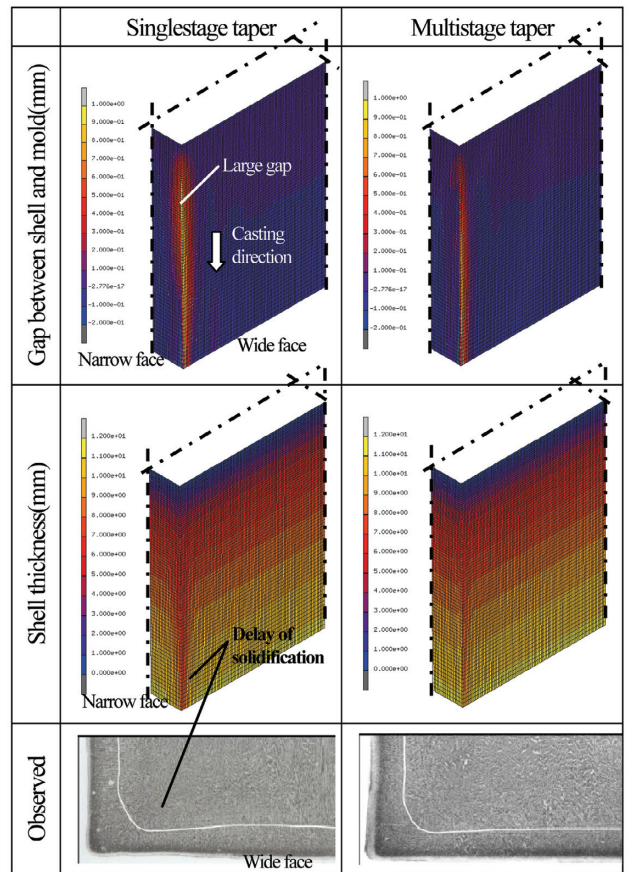 Singlestage taper
Multistage taper
Gap between shell and mold(mm)
1.000e+00
9.000e-01
8.000e-01
7.000e-01
6.000e-01
5.000e-01
4.000e-01
3.000e-01
2.000e-01
1.000e-01
-2.776e-17
-1.000e-01
-2.000e-01
Large gap
Casting
direction
Narrow face
Wide face
1.000e+00
9.000e-01
8.000e-01
7.000e-01
6.000e-01
5.000e-01
4.000e-01
3.000e-01
2.000e-01
1.000e-01
-2.776e-17
-1.000e-01
-2.000e-01
Shell thickness(mm)
1.200e+01
1.100e+01
1.000e+01
9.000e+00
8.000e+00
7.000e+00
6.000e+00
5.000e+00
4.000e+00
3.000e+00
2.000e+00
1.000e+00
0.000e+00
Delay of
solidification
Narrow face
1.200e+01
1.100e+01
1.000e+01
9.000e+00
8.000e+00
7.000e+00
6.000e+00
5.000e+00
4.000e+00
3.000e+00
2.000e+00
1.000e+00
0.000e+00
Observed
Wide face